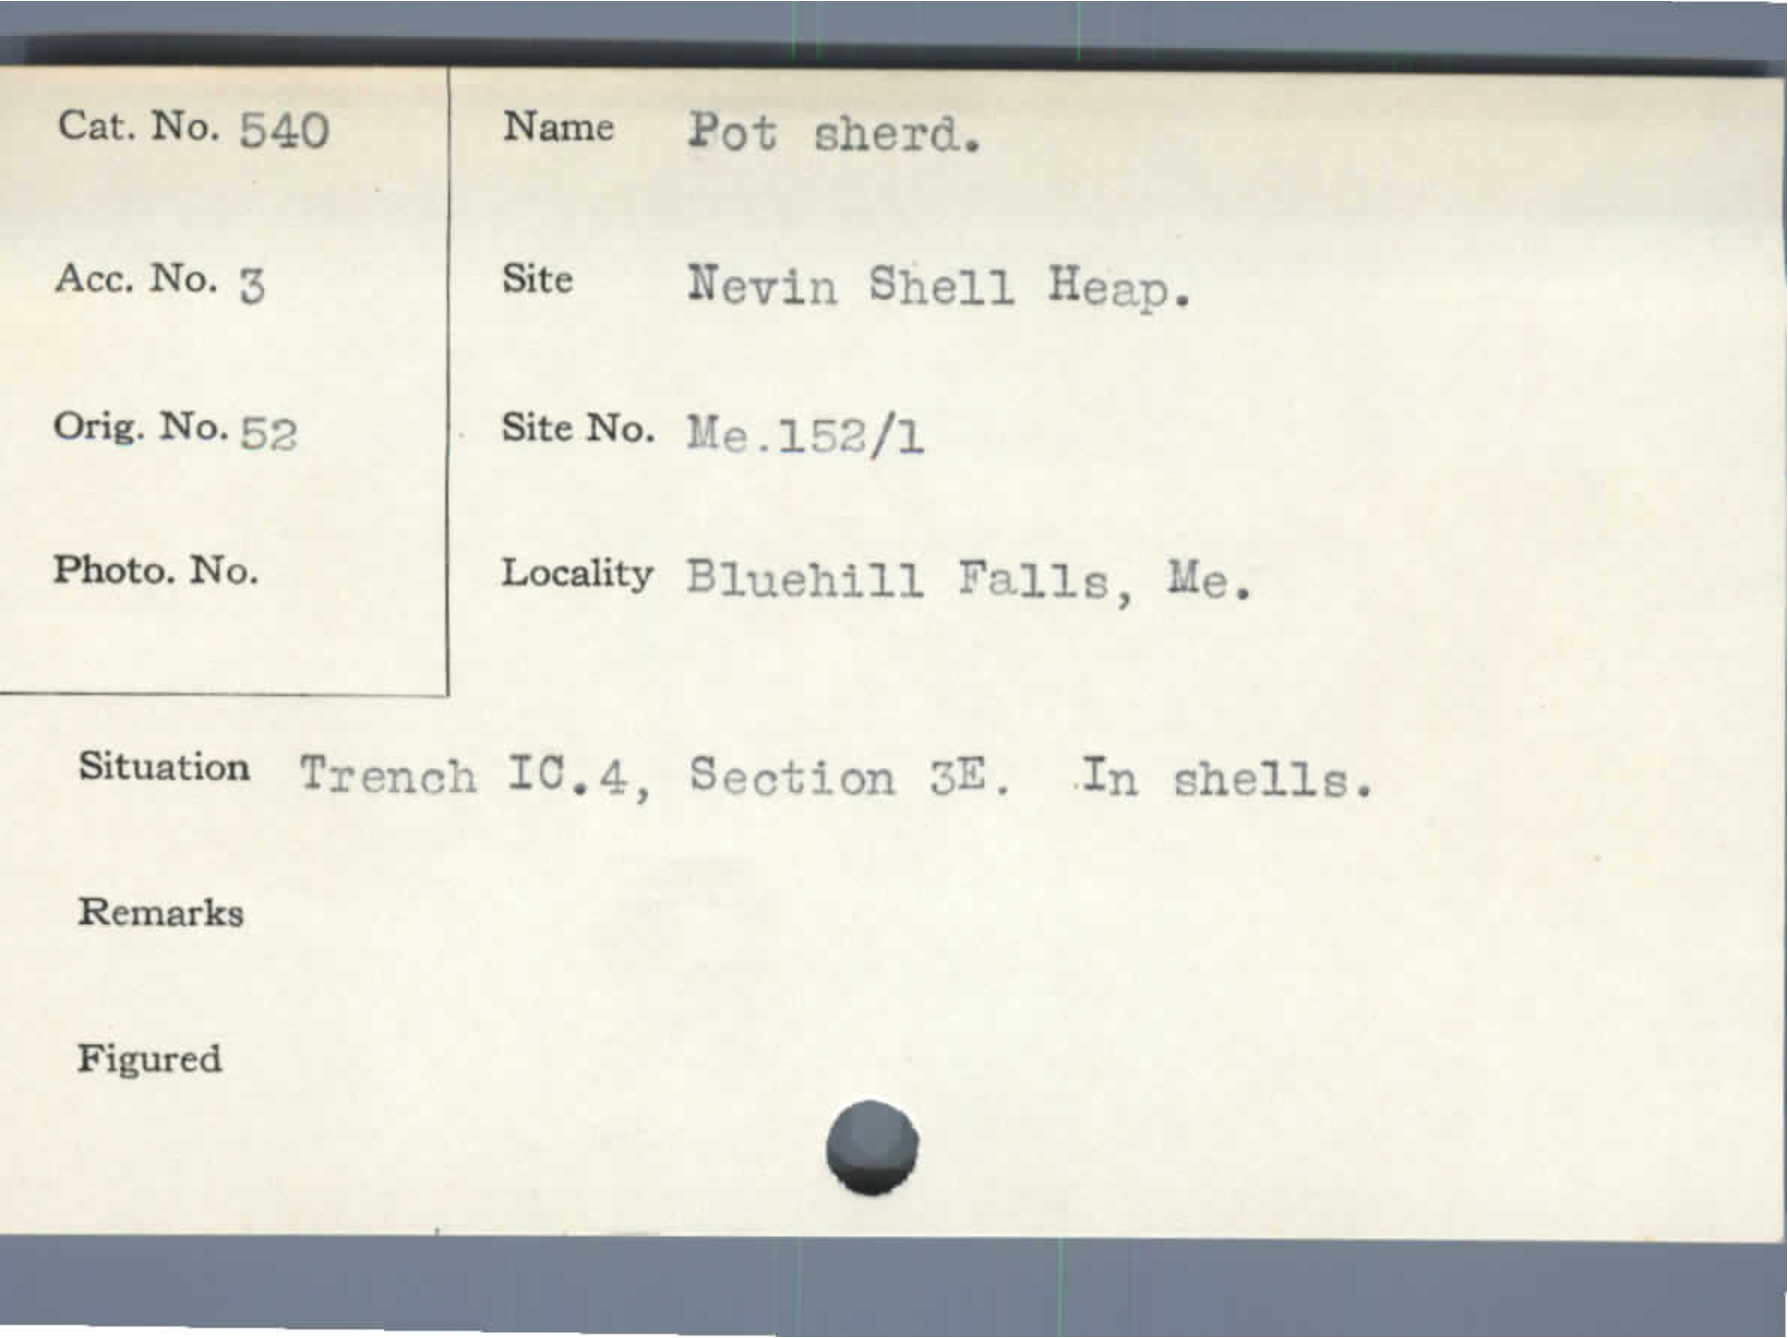 Cat. No. 540
Name Pot sherd.
Acc. No. 3
Site Nevin Shell Heap.
Orig. No. 52
Site No. Me.152/1
Photo. No.
Locality Bluehill Falls, Me.
Situation Trench IC.4, Section 3E. In shells.
Remarks
Figured